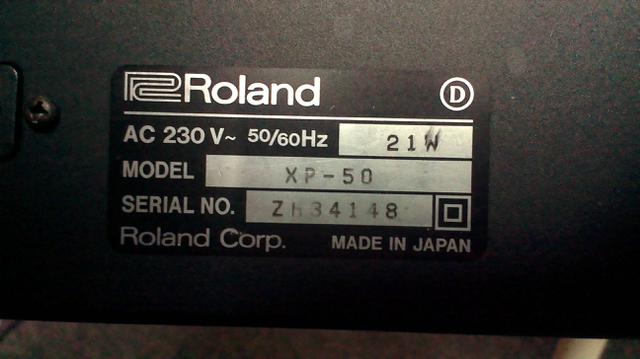 Roland D
AC 230 V~ 50/60Hz 21W
MODEL XP-50
SERIAL NO. ZH34148
Roland Corp. MADE IN JAPAN